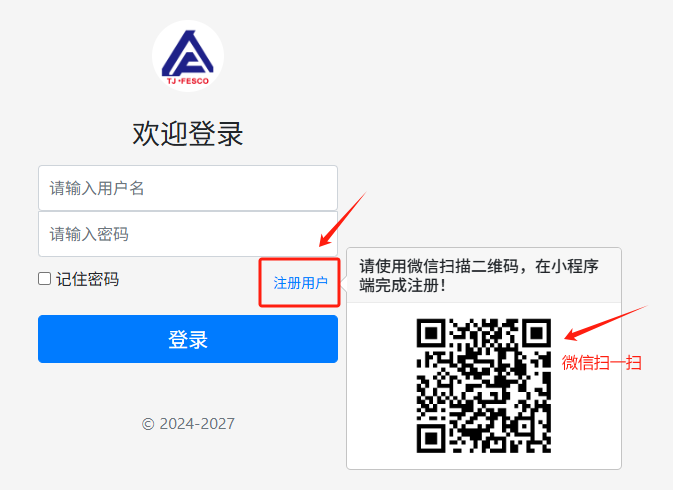 TJ•FESCO
欢迎登录
请输入用户名
请输入密码
记住密码
注册用户
登录
© 2024-2027
请使用微信扫描二维码，在小程序
端完成注册！
微信扫一扫